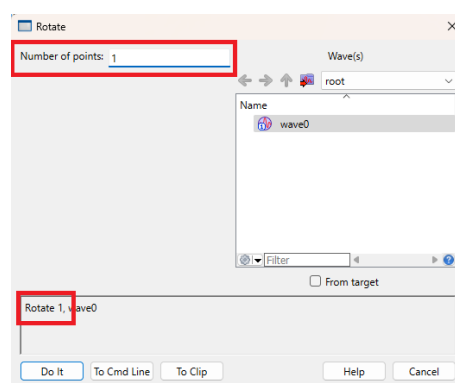 Rotate
Number of points: 1
Wave(s)
root
Name
wave0
Filter
From target
Rotate 1, wave0
Do It To Cmd Line To Clip Help Cancel